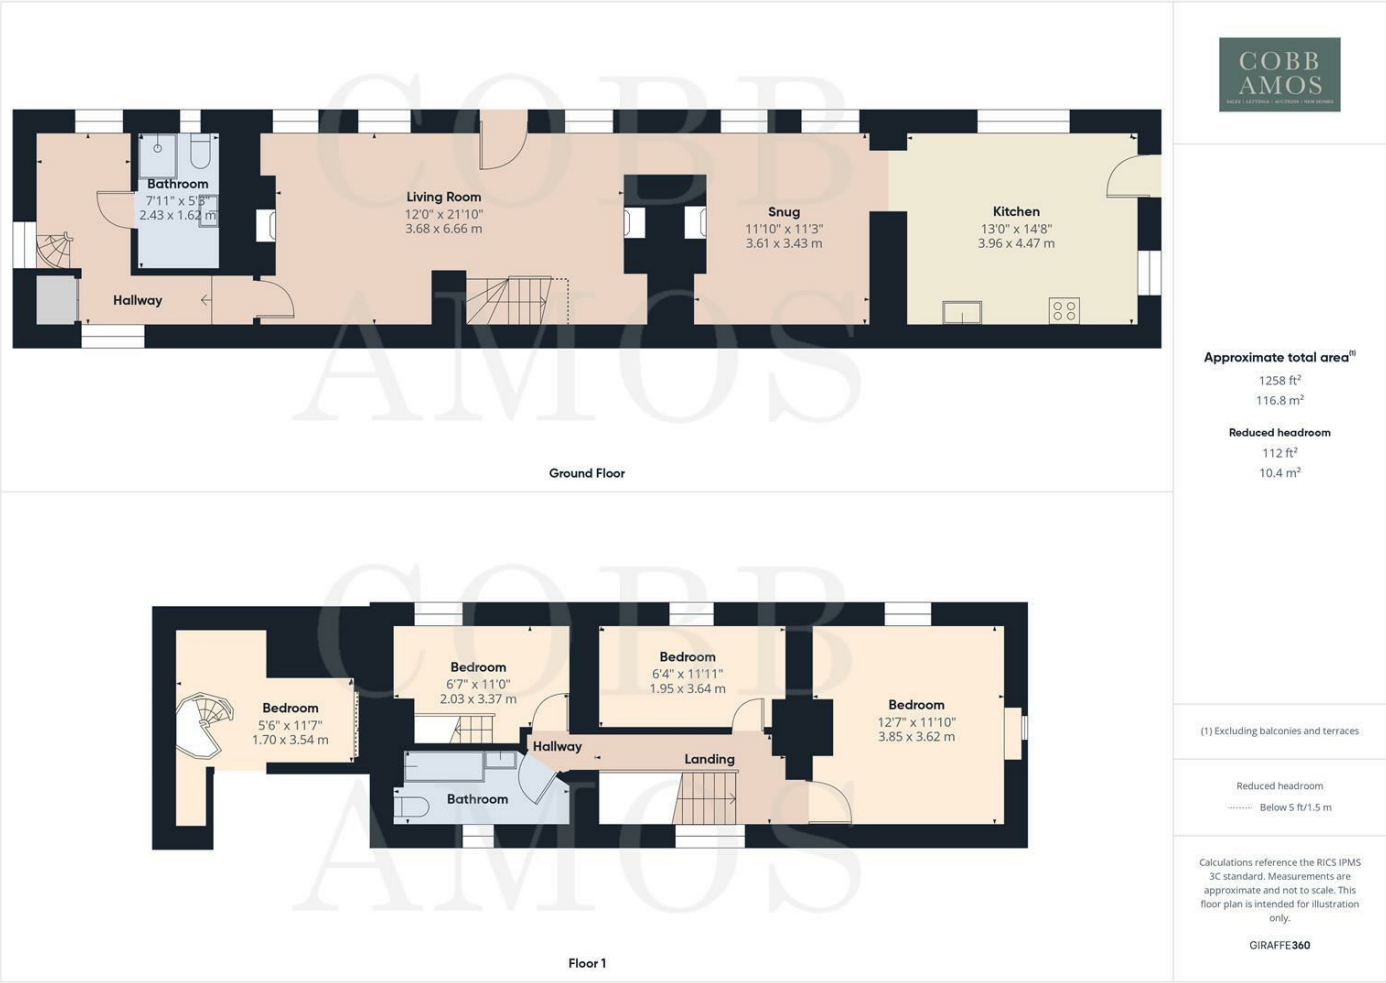 COBB
AMOS
SALES | LETTINGS | AUCTIONS | NEW HOMES
COBB
AMOS
Bathroom
7'11" x 5'3"
2.43 x 1.62 m
Hallway
Living Room
12'0" x 21'10"
3.68 x 6.66 m
Snug
11'10" x 11'3"
3.61 x 3.43 m
Kitchen
13'0" x 14'8"
3.96 x 4.47 m
Ground Floor
COBB
AMOS
Bedroom
5'6" x 11'7"
1.70 x 3.54 m
Bedroom
6'7" x 11'0"
2.03 x 3.37 m
Bathroom
Hallway
Bedroom
6'4" x 11'11"
1.95 x 3.64 m
Landing
Bedroom
12'7" x 11'10"
3.85 x 3.62 m
Floor 1
Approximate total area(1)
1258 ft²
116.8 m²
Reduced headroom
112 ft²
10.4 m²
(1) Excluding balconies and terraces
Reduced headroom
Below 5 ft/1.5 m
Calculations reference the RICS IPMS
3C standard. Measurements are
approximate and not to scale. This
floor plan is intended for illustration
only.
GIRAFFE360